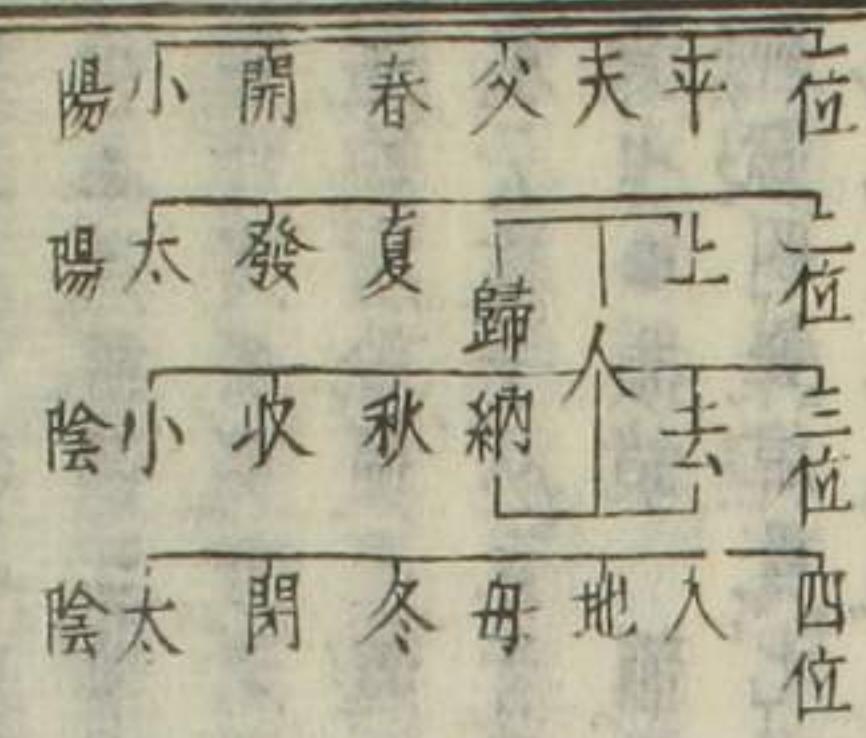 一位平天父春開小陽
二位上人歸納夏發太陽
三位去秋収小陰
四位入地母冬閉太陰